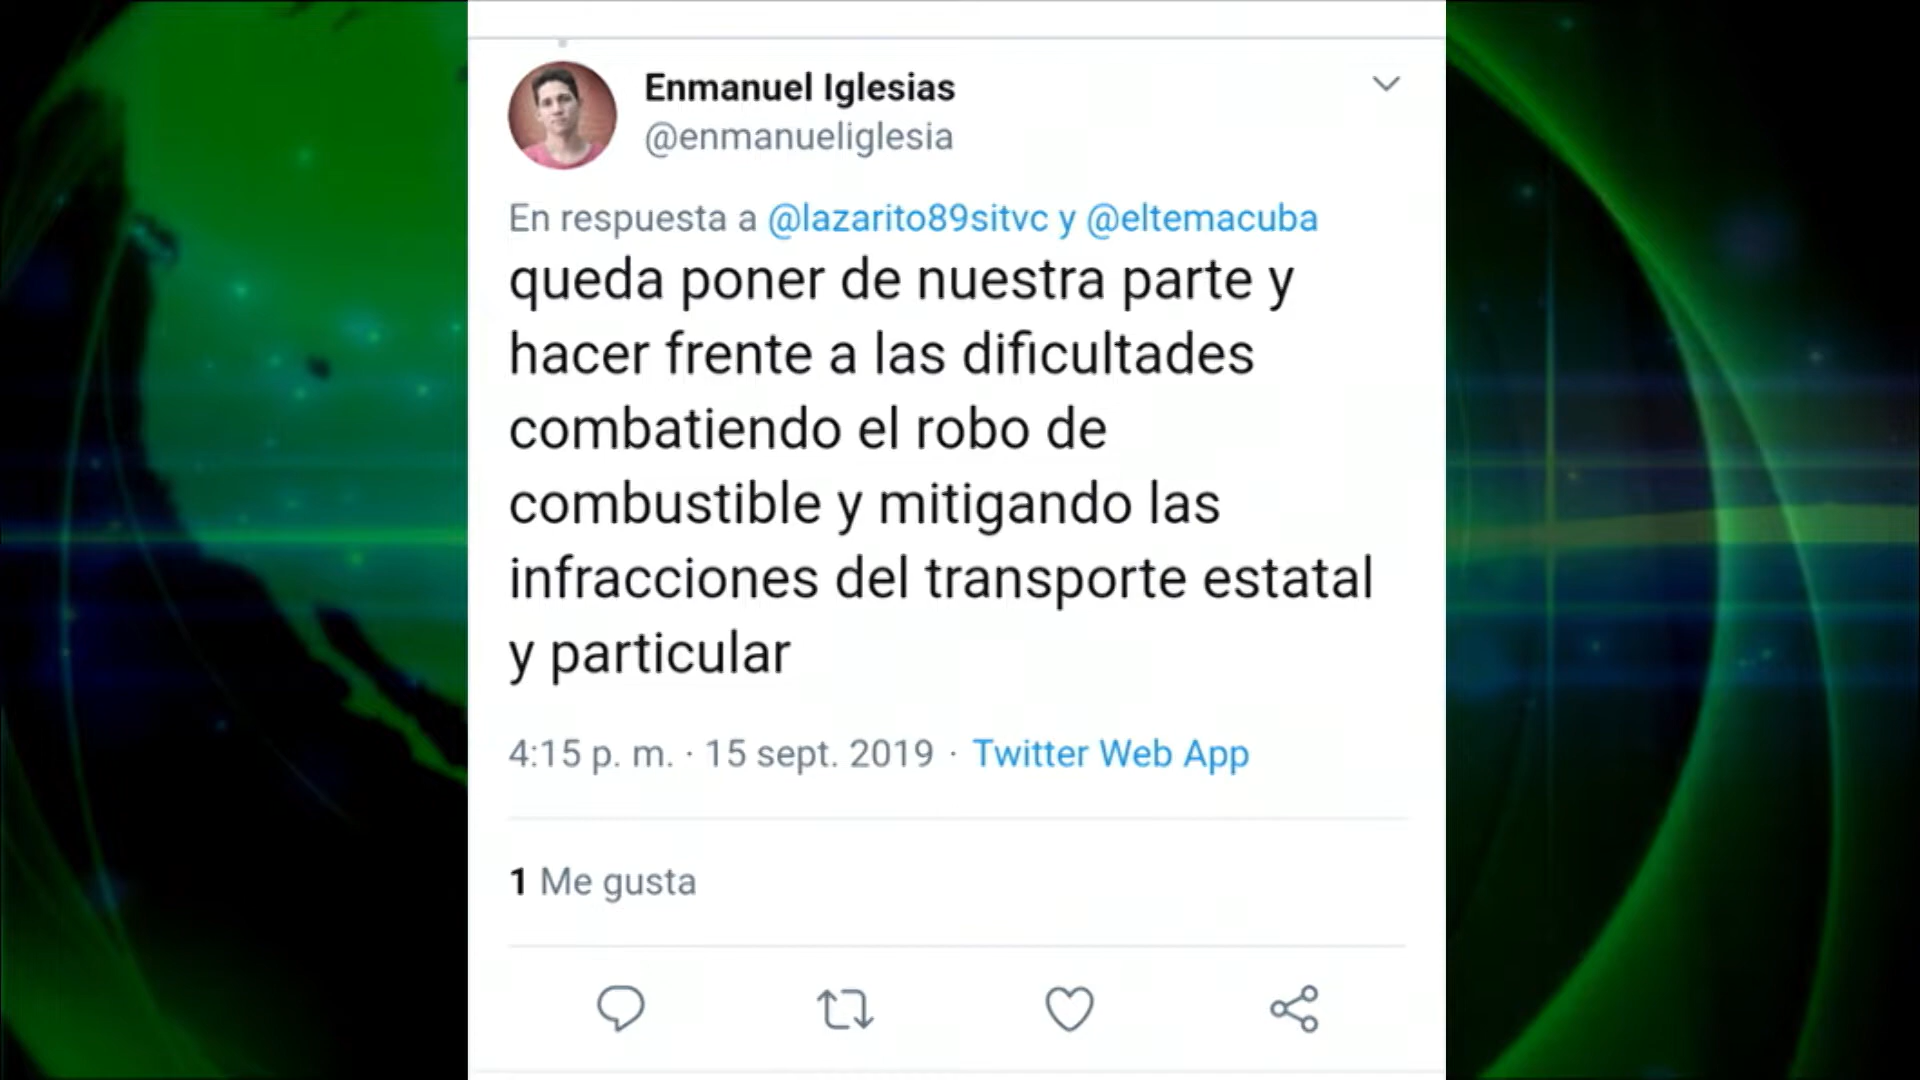 Enmanuel Iglesias
@enmanueliglesia
En respuesta a @lazarito89sitvc y @eltemacuba
queda poner de nuestra parte y
hacer frente a las dificultades
combatiendo el robo de
combustible y mitigando las
infracciones del transporte estatal
y particular
4:15 p. m. · 15 sept. 2019 · Twitter Web App
1 Me gusta